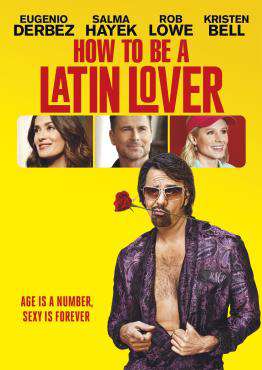 EUGENIO SALMA ROB KRISTEN
DERBEZ HAYEK LOWE BELL
HOW TO BE A
LATIN LOVER
AGE IS A NUMBER,
SEXY IS FOREVER